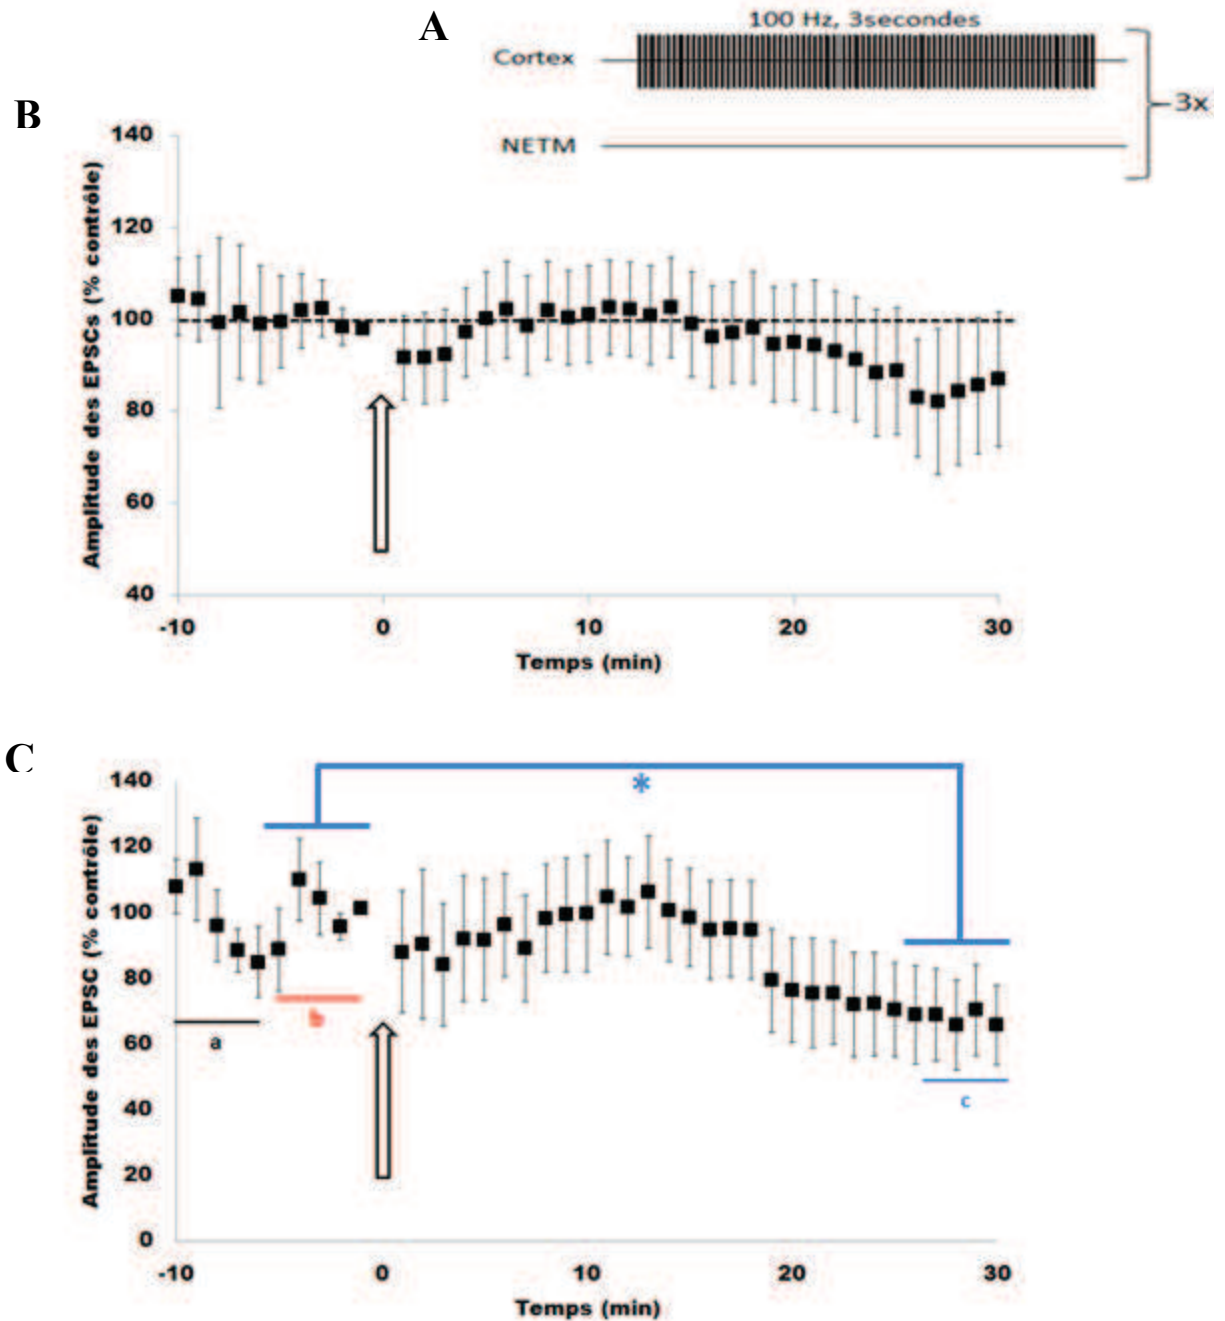 A
100 Hz, 3secondes
Cortex
3x
NETM
B
140
120
100
80
60
40
Amplitude des EPSCs (% contrôle)
-10
0
10
20
30
Temps (min)
C
140
120
100
80
60
40
20
0
Amplitude des EPSC (% contrôle)
*
a
b
c
-10
0
10
20
30
Temps (min)